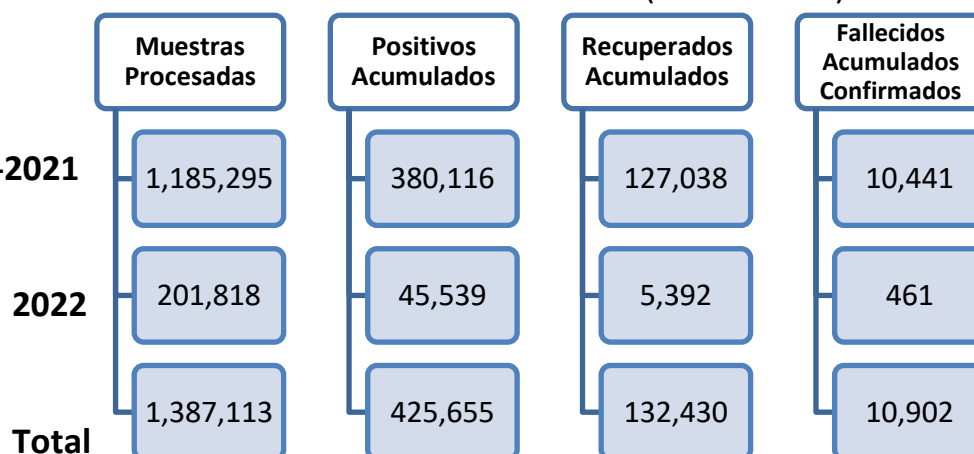 Muestras
Procesadas
Positivos
Acumulados
Recuperados
Acumulados
Fallecidos
Acumulados
Confirmados
-2021
1,185,295
380,116
127,038
10,441
2022
201,818
45,539
5,392
461
Total
1,387,113
425,655
132,430
10,902